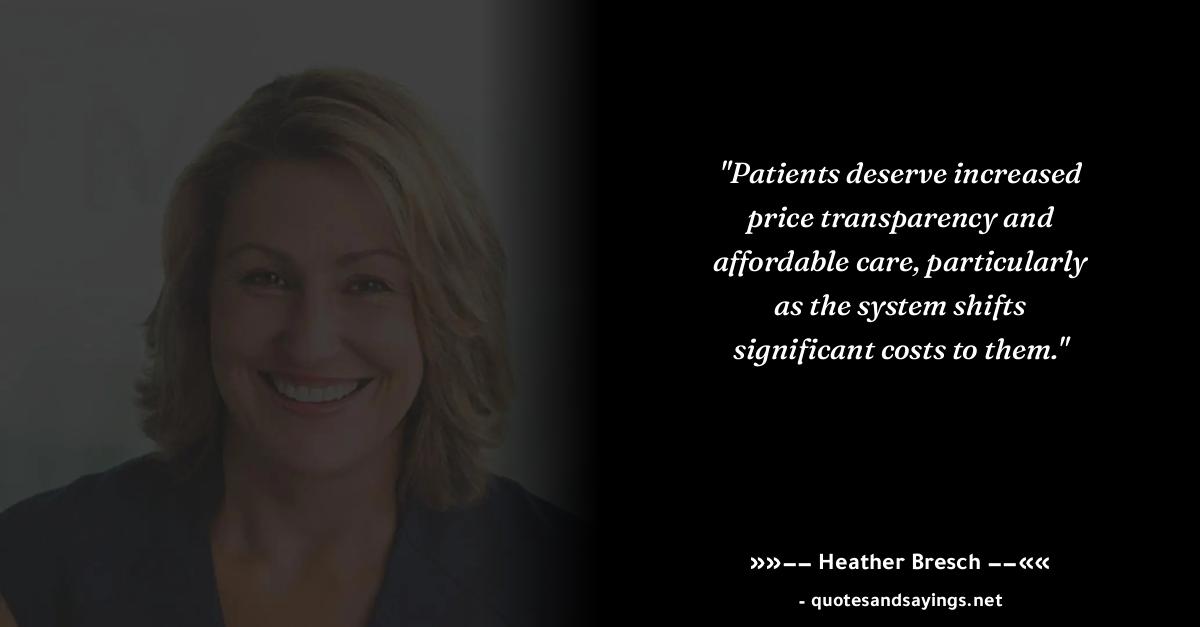 "Patients deserve increased
price transparency and
affordable care, particularly
as the system shifts
significant costs to them."
»»−− Heather Bresch −−««
- quotesandsayings.net